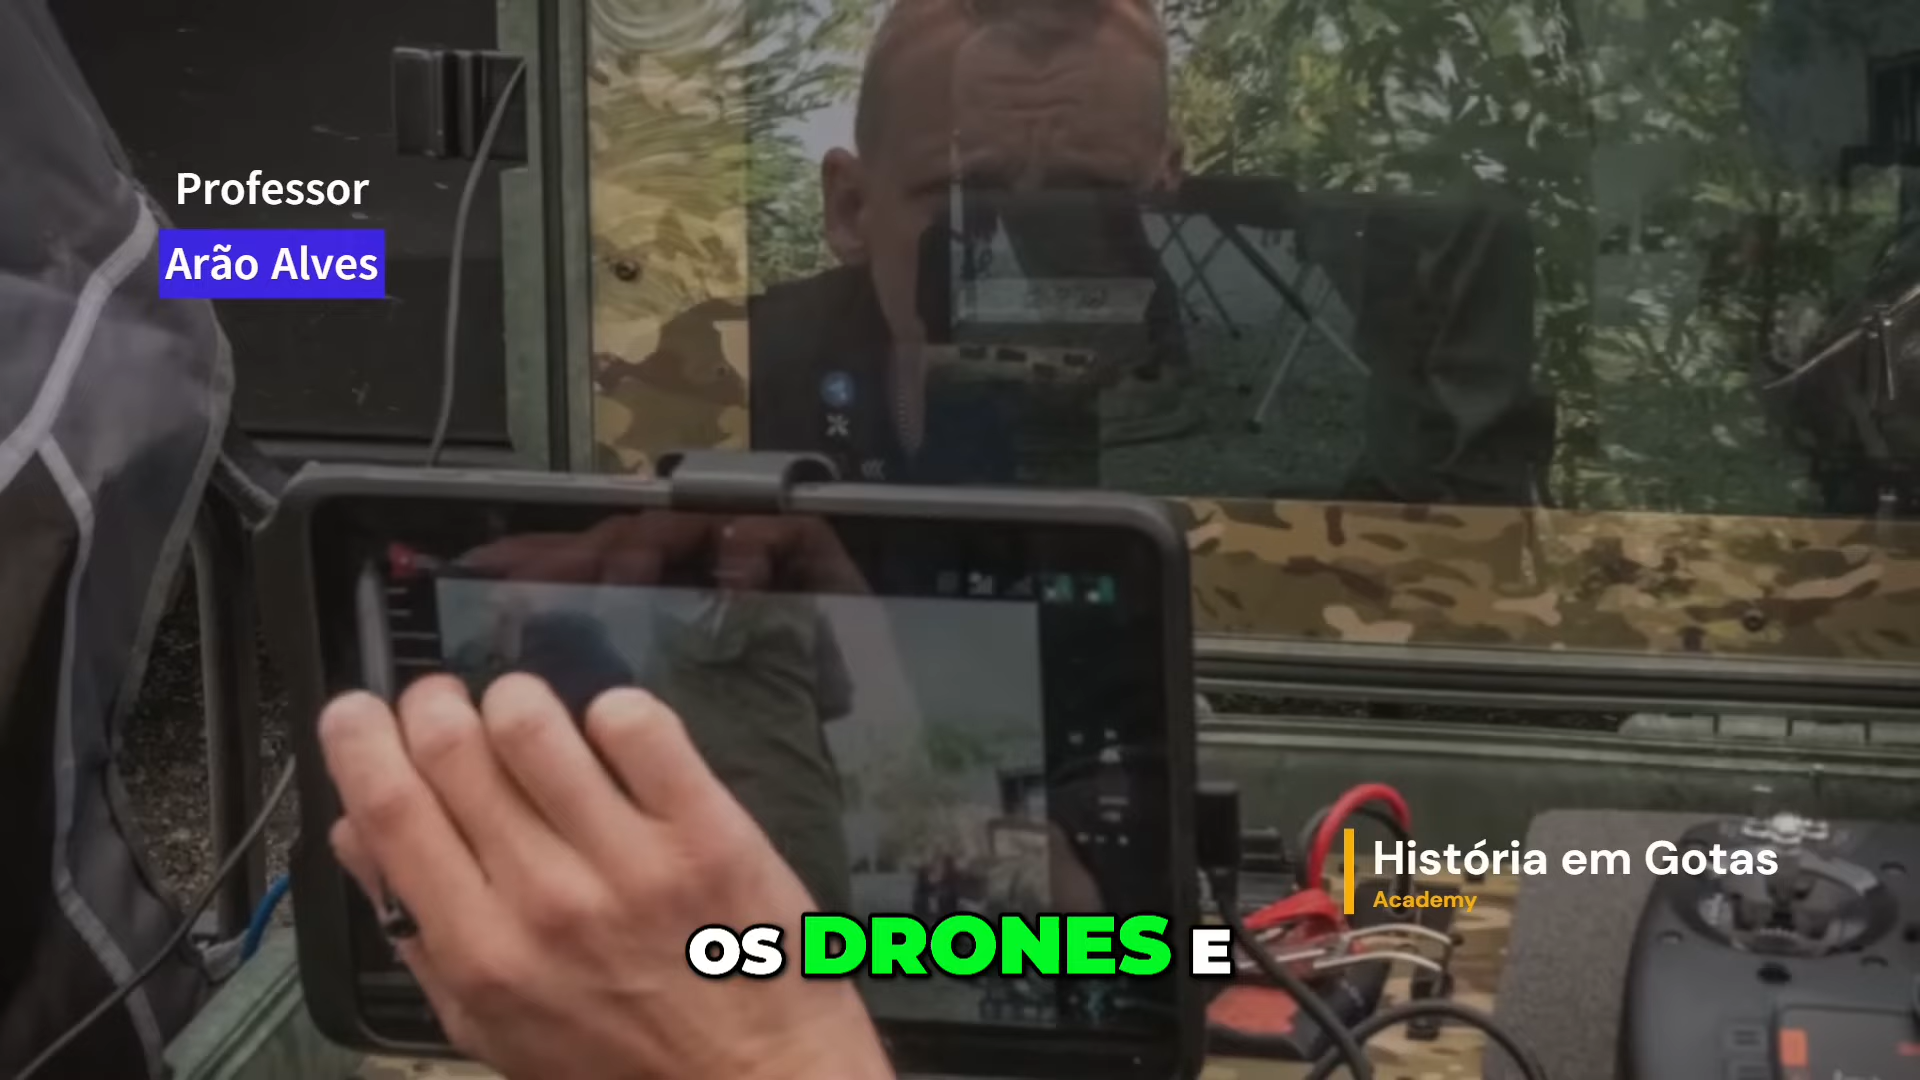 Professor
Arão Alves
História em Gotas
Academy
OS DRONES E